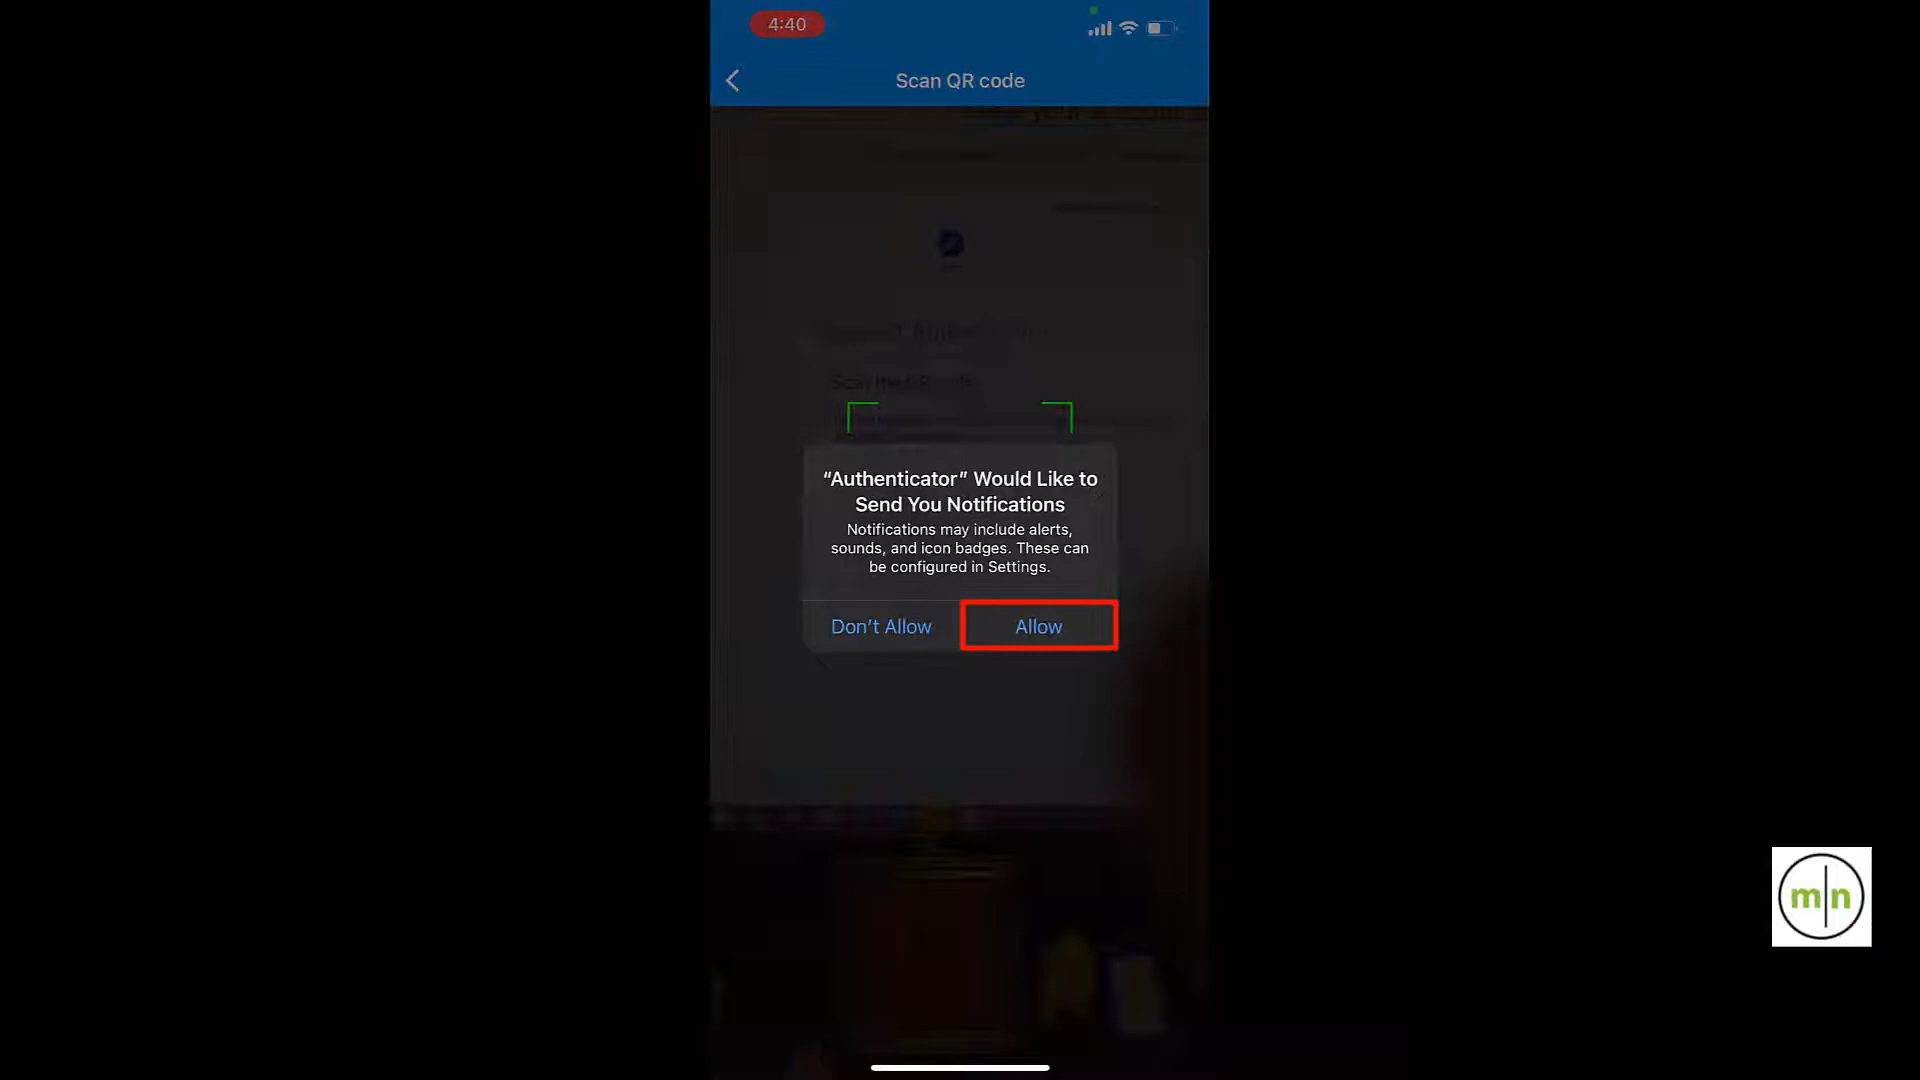 4:40
Scan QR code
“Authenticator” Would Like to
Send You Notifications
Notifications may include alerts,
sounds, and icon badges. These can
be configured in Settings.
Don’t Allow
Allow
m|n